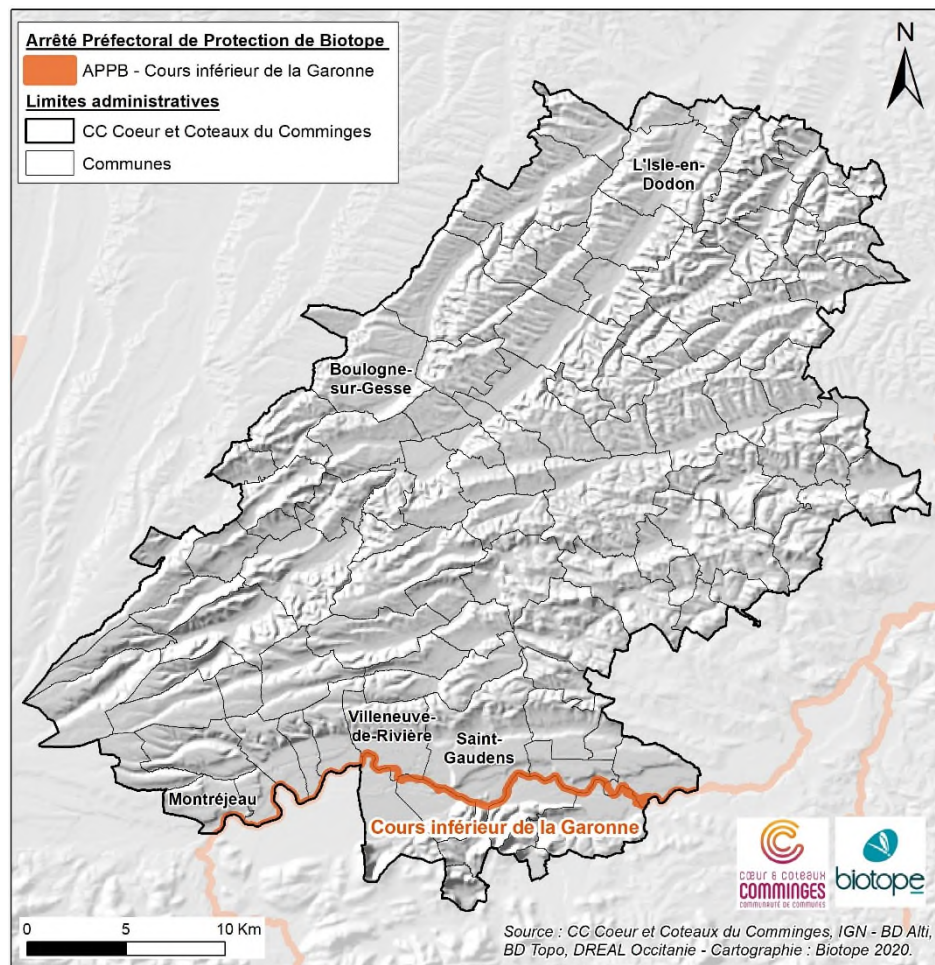 Arrêté Préfectoral de Protection de Biotope
APPB - Cours inférieur de la Garonne
Limites administratives
CC Coeur et Coteaux du Comminges
Communes
N
L'Isle-en-
Dodon
Boulogne-
sur-Gesse
Villeneuve-
de-Rivière
Saint-
Gaudens
Montréjeau
Cours inférieur de la Garonne
CŒUR & COTEAUX
COMMINGES
COMMUNAUTÉ DE COMMUNES
biotope
0 5 10 Km
Source : CC Coeur et Coteaux du Comminges, IGN - BD Alti,
BD Topo, DREAL Occitanie - Cartographie : Biotope 2020.